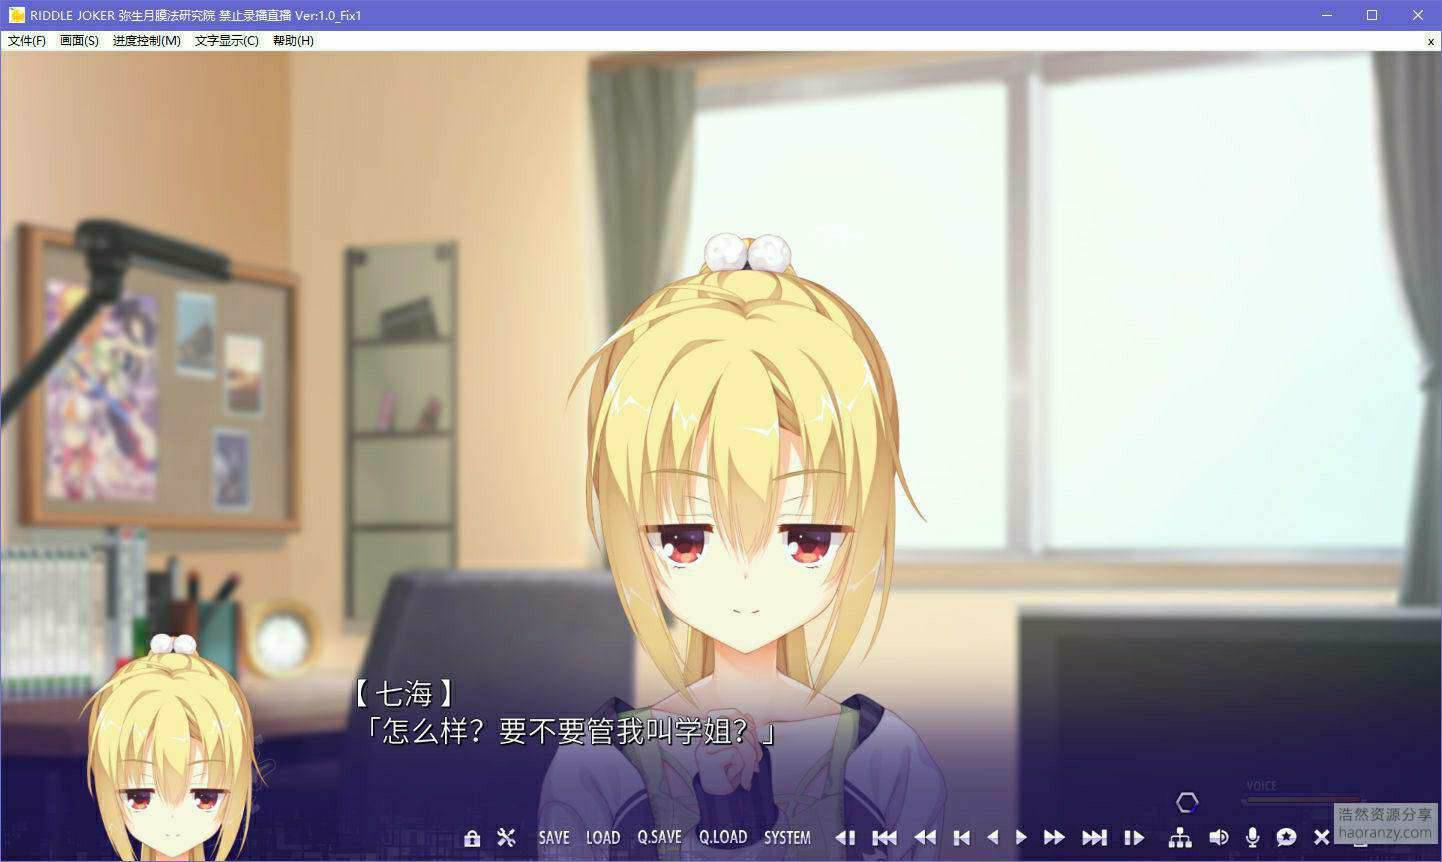 RIDDLE JOKER 弥生月膜法研究院 禁止录播直播 Ver:1.0_Fix1
文件(F) 画面(S) 进度控制(M) 文字显示(C) 帮助(H) x
【七海】
「怎么样？要不要管我叫学姐？」
VOICE
SAVE LOAD Q.SAVE Q.LOAD SYSTEM
浩然资源分享
haoranzy.com